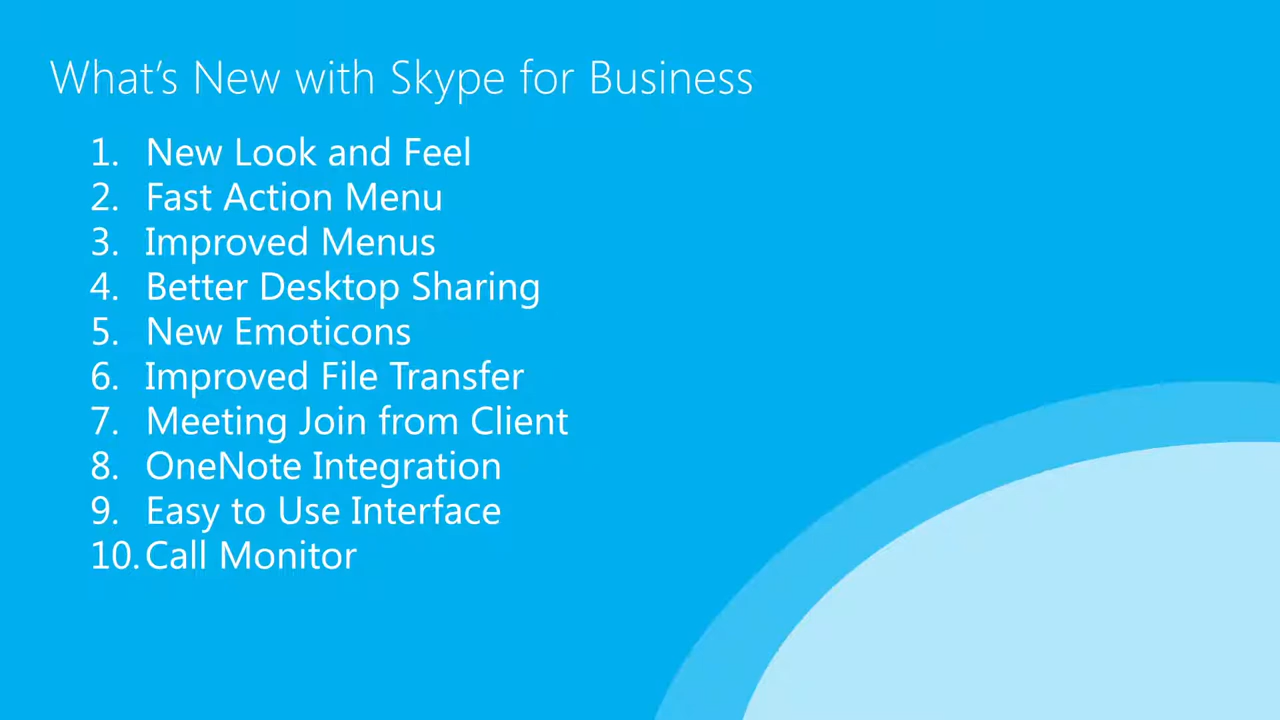 What's New with Skype for Business
1. New Look and Feel
2. Fast Action Menu
3. Improved Menus
4. Better Desktop Sharing
5. New Emoticons
6. Improved File Transfer
7. Meeting Join from Client
8. OneNote Integration
9. Easy to Use Interface
10. Call Monitor